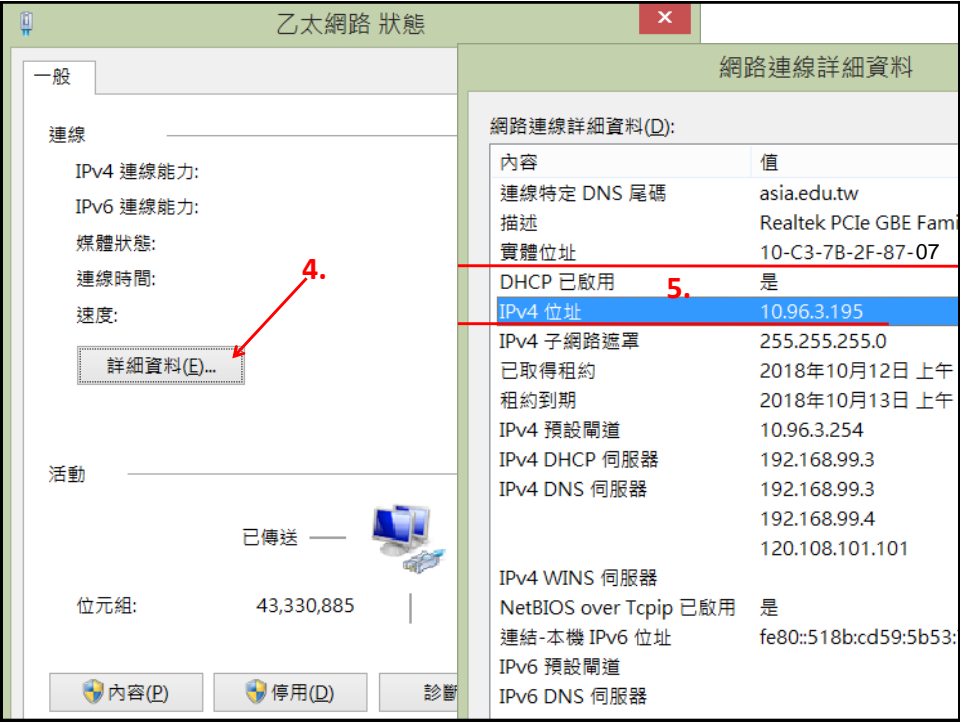 乙太網路 狀態
一般
連線
IPv4 連線能力:
IPv6 連線能力:
媒體狀態:
連線時間:
速度:
4.
詳細資料(E)...
活動
已傳送
位元組: 43,330,885
內容(P) 停用(D) 診斷
網路連線詳細資料
網路連線詳細資料(D):
內容 值
連線特定 DNS 尾碼 asia.edu.tw
描述 Realtek PCIe GBE Fami
實體位址 10-C3-7B-2F-87-07
DHCP 已啟用 是
5.
IPv4 位址 10.96.3.195
IPv4 子網路遮罩 255.255.255.0
已取得租約 2018年10月12日 上午
租約到期 2018年10月13日 上午
IPv4 預設閘道 10.96.3.254
IPv4 DHCP 伺服器 192.168.99.3
IPv4 DNS 伺服器 192.168.99.3
192.168.99.4
120.108.101.101
IPv4 WINS 伺服器
NetBIOS over Tcpip 已啟用 是
連結-本機 IPv6 位址 fe80::518b:cd59:5b53:
IPv6 預設閘道
IPv6 DNS 伺服器